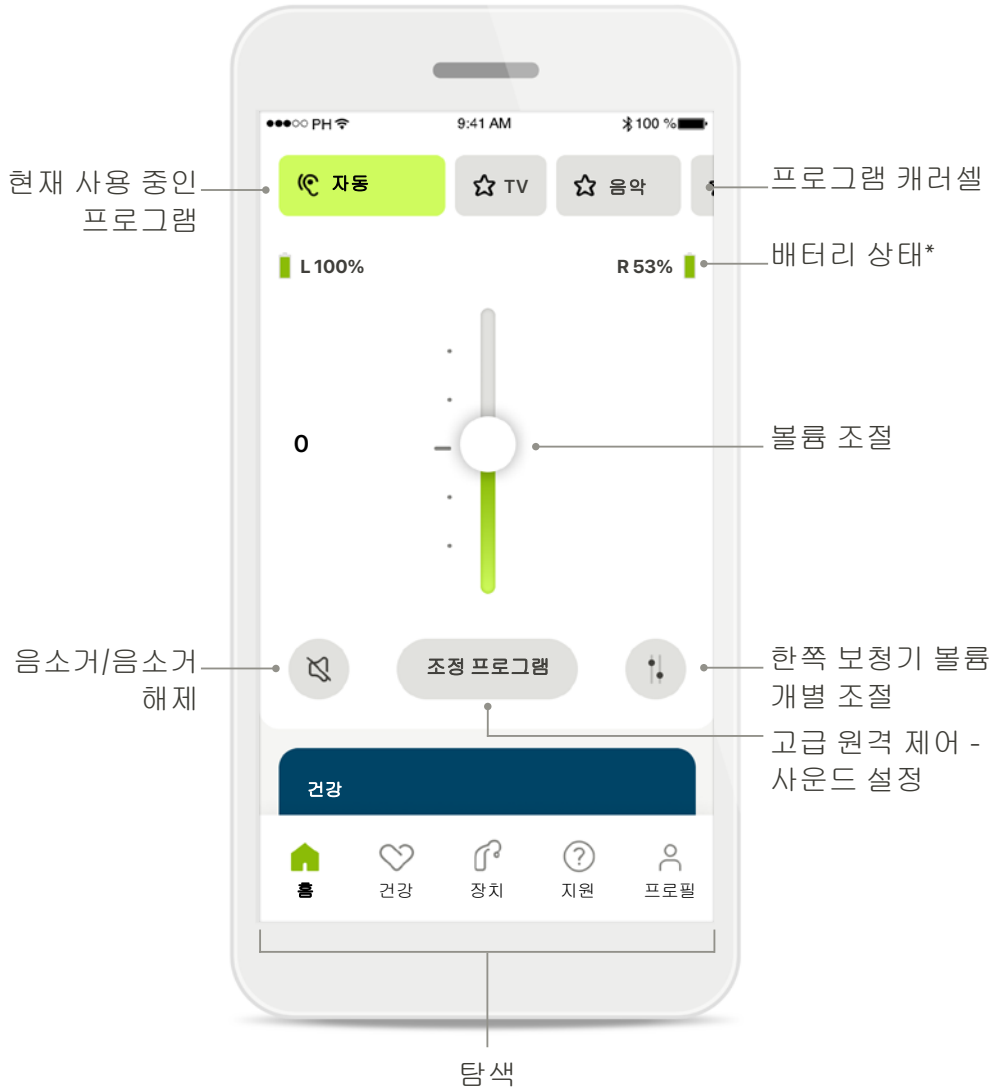 PH 9:41 AM 100 %
현재 사용 중인
프로그램
자동 TV 음악
프로그램 캐러셀
L 100% R 53%
배터리 상태*
0
볼륨 조절
음소거/음소거
해제
조정 프로그램
한쪽 보청기 볼륨
개별 조절
고급 원격 제어 -
사운드 설정
건강
홈 건강 장치 지원 프로필
탐색